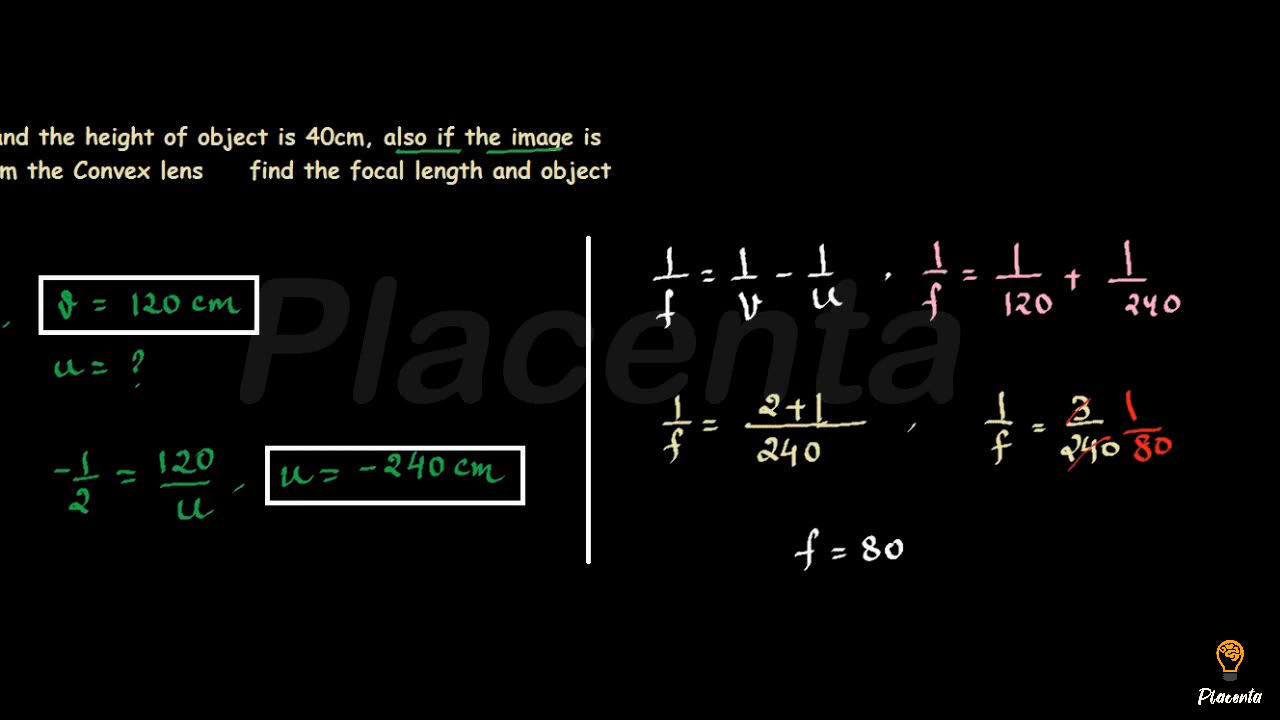 and the height of object is 40cm, also if the image is
m the Convex lens find the focal length and object
v = 120 cm
u = ?
-1/2 = 120/u , u = -240 cm
1/f = 1/v - 1/u , 1/f = 1/120 + 1/240
1/f = 2+1/240 , 1/f = 3/240 1/80
f = 80
Placenta
Placenta